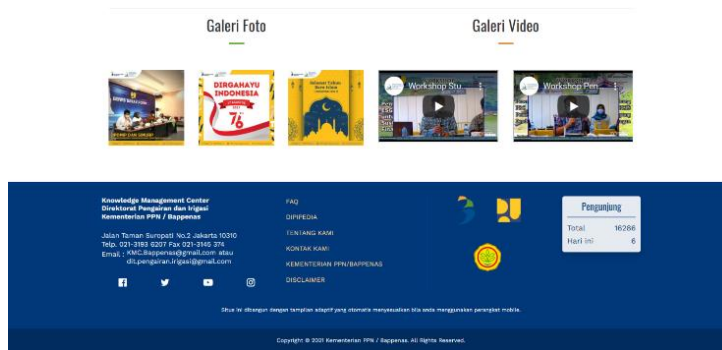 Galeri Foto
Galeri Video
DIRGAHAYU
INDONESIA
76
Selamat Tahun
Baru Islam
Workshop Stu...
Workshop Pen...
Knowledge Management Center
Direktorat Pengairan dan Irigasi
Kementerian PPN / Bappenas
Jalan Taman Suropati No.2 Jakarta 10310
Telp. 021-3193 6207 Fax 021-3145 374
Email : KMC.Bappenas@gmail.com atau
dit.pengairan.irigasi@gmail.com
FAQ
DIPIPEDIA
TENTANG KAMI
KONTAK KAMI
KEMENTERIAN PPN/BAPPENAS
DISCLAIMER
Pengunjung
Total 16286
Hari ini 6
Situs ini dibangun dengan tampilan adaptif yang otomatis menyesuaikan bila anda menggunakan perangkat mobile.
Copyright © 2021 Kementerian PPN / Bappenas. All Rights Reserved.